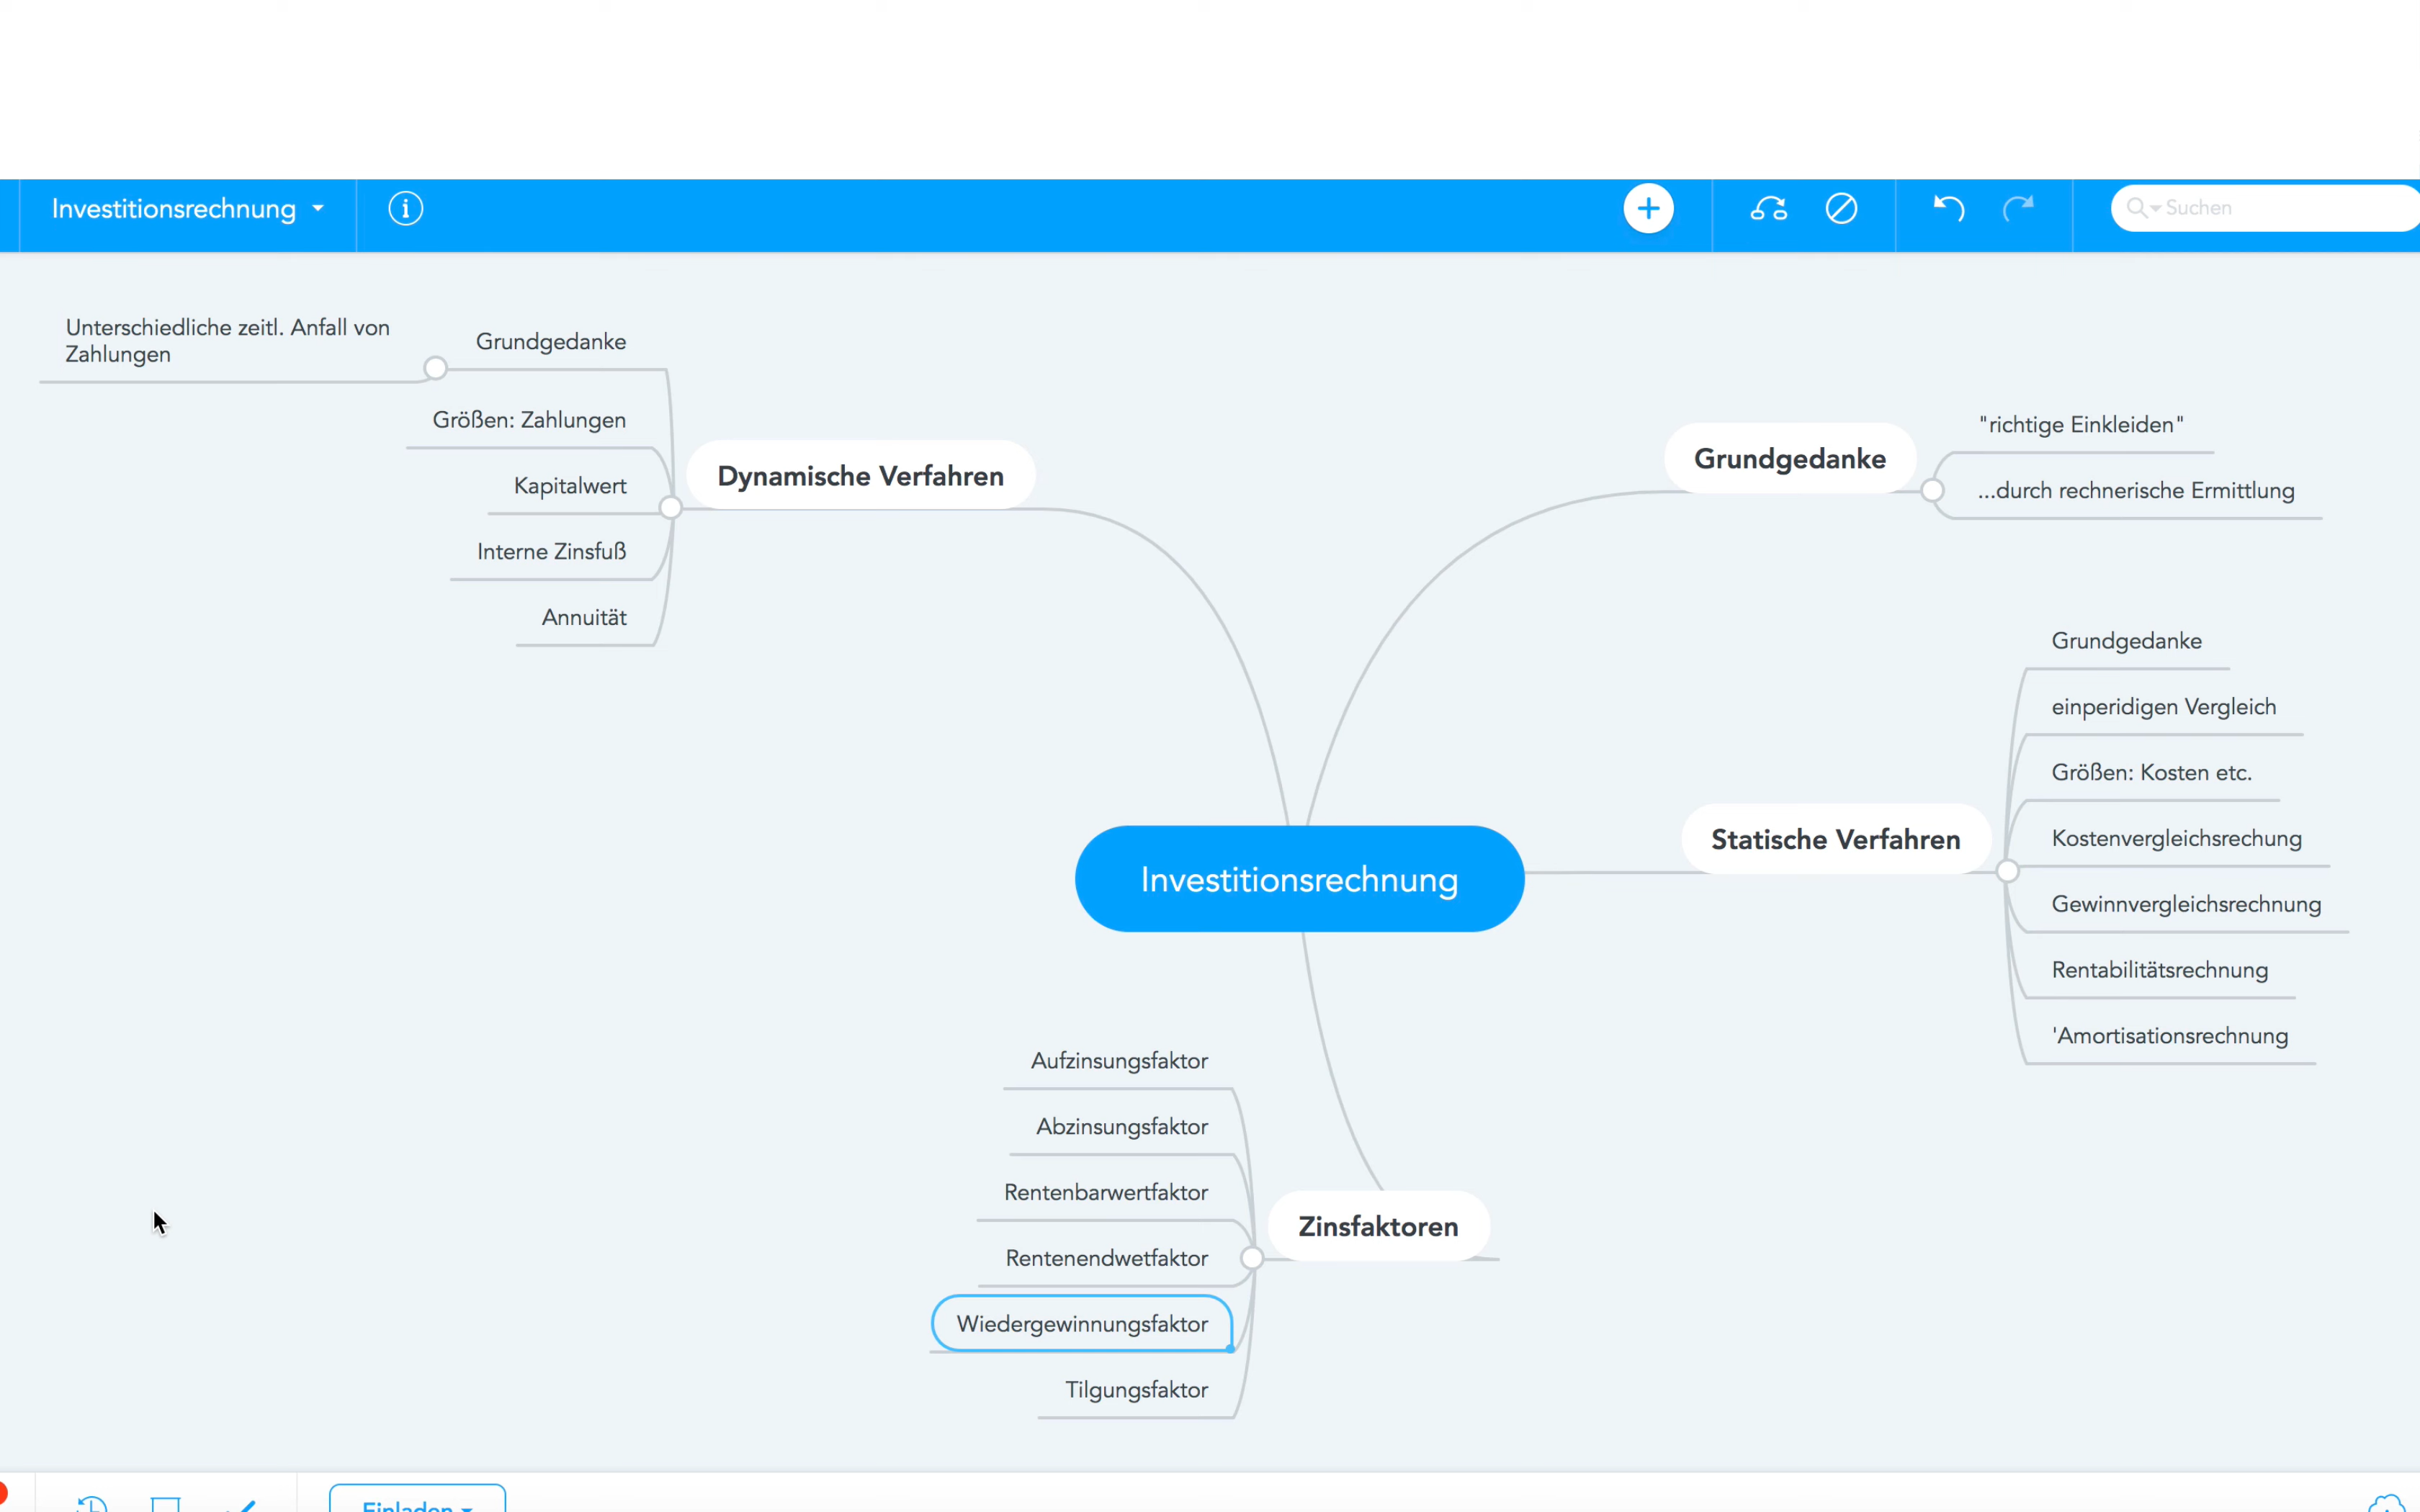 Investitionsrechnung
Suchen
Unterschiedliche zeitl. Anfall von
Zahlungen
Grundgedanke
Größen: Zahlungen
Kapitalwert
Interne Zinsfuß
Annuität
Dynamische Verfahren
Grundgedanke
"richtige Einkleiden"
...durch rechnerische Ermittlung
Investitionsrechnung
Statische Verfahren
Grundgedanke
einperidigen Vergleich
Größen: Kosten etc.
Kostenvergleichsrechung
Gewinnvergleichsrechnung
Rentabilitätsrechnung
'Amortisationsrechnung
Aufzinsungsfaktor
Abzinsungsfaktor
Rentenbarwertfaktor
Rentenendwetfaktor
Wiedergewinnungsfaktor
Tilgungsfaktor
Zinsfaktoren
Einladen